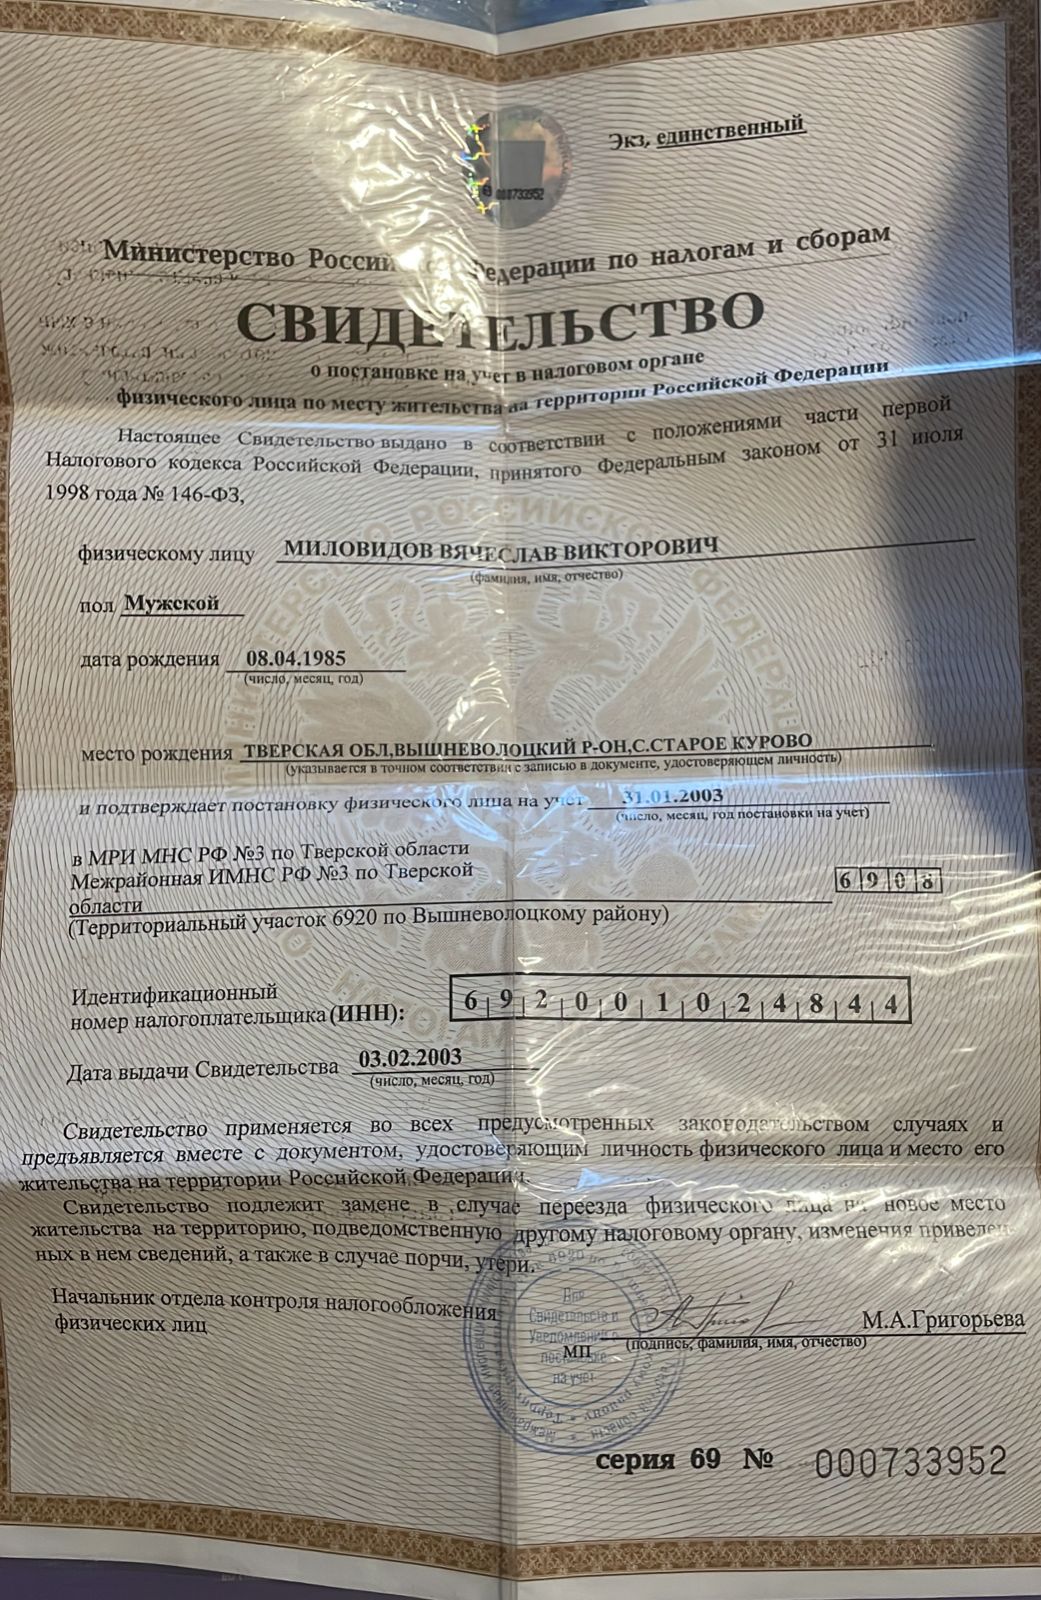 Экз. единственный
000733952
Министерство Российской Федерации по налогам и сборам
СВИДЕТЕЛЬСТВО
о постановке на учет в налоговом органе
физического лица по месту жительства на территории Российской Федерации
Настоящее Свидетельство выдано в соответствии с положениями части первой
Налогового кодекса Российской Федерации, принятого Федеральным законом от 31 июля
1998 года № 146-ФЗ,
физическому лицу МИЛОВИДОВ ВЯЧЕСЛАВ ВИКТОРОВИЧ
(фамилия, имя, отчество)
пол Мужской
дата рождения 08.04.1985
(число, месяц, год)
место рождения ТВЕРСКАЯ ОБЛ,ВЫШНЕВОЛОЦКИЙ Р-ОН,С.СТАРОЕ КУРОВО
(указывается в точном соответствии с записью в документе, удостоверяющем личность)
и подтверждает постановку физического лица на учет 31.01.2003
(число, месяц, год постановки на учет)
в МРИ МНС РФ №3 по Тверской области
Межрайонная ИМНС РФ №3 по Тверской
области 6908
(Территориальный участок 6920 по Вышневолоцкому району)
Идентификационный
номер налогоплательщика (ИНН): 692001024844
Дата выдачи Свидетельства 03.02.2003
(число, месяц, год)
Свидетельство применяется во всех предусмотренных законодательством случаях и
предъявляется вместе с документом, удостоверяющим личность физического лица и место его
жительства на территории Российской Федерации.
Свидетельство подлежит замене в случае переезда физического лица на новое место
жительства на территорию, подведомственную другому налоговому органу, изменения приведен-
ных в нем сведений, а также в случае порчи, утери.
Начальник отдела контроля налогообложения
физических лиц
М.А.Григорьева
МП (подпись, фамилия, имя, отчество)
Для
Свидетельств и
Уведомлений о
постановке
на учет
серия 69 № 000733952